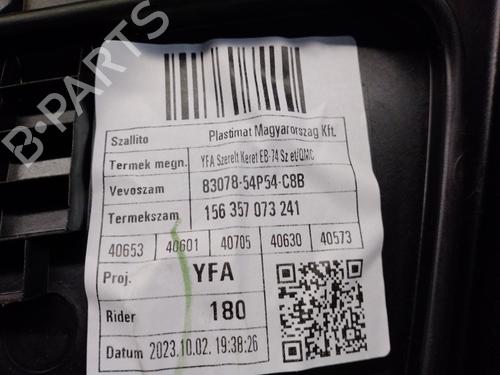 B-PARTS
Szallito Plastimat Magyarorszag Kft.
Termek megn. YFA Szerelt Keret EB-74 Sz et/QMC
Vevoszam 83078-54P54-C8B
Termekszam 156 357 073 241
40653 40601 40705 40630 40573
Proj. YFA
Rider 180
Datum 2023.10.02. 19:38:26